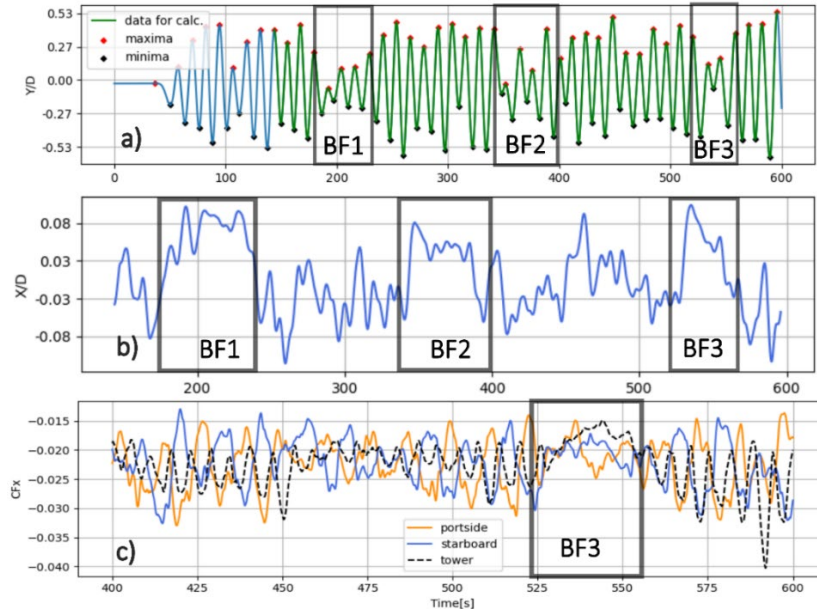 0.53
0.27
0.00
-0.27
-0.53
Y/D
data for calc.
maxima
minima
a)
BF1
BF2
BF3
0
100
200
300
400
500
600
0.08
0.03
-0.03
-0.08
X/D
b)
BF1
BF2
BF3
200
300
400
500
600
−0.015
−0.020
−0.025
−0.030
−0.035
−0.040
CFx
c)
portside
starboard
tower
BF3
400
425
450
475
500
525
550
575
600
Time[s]